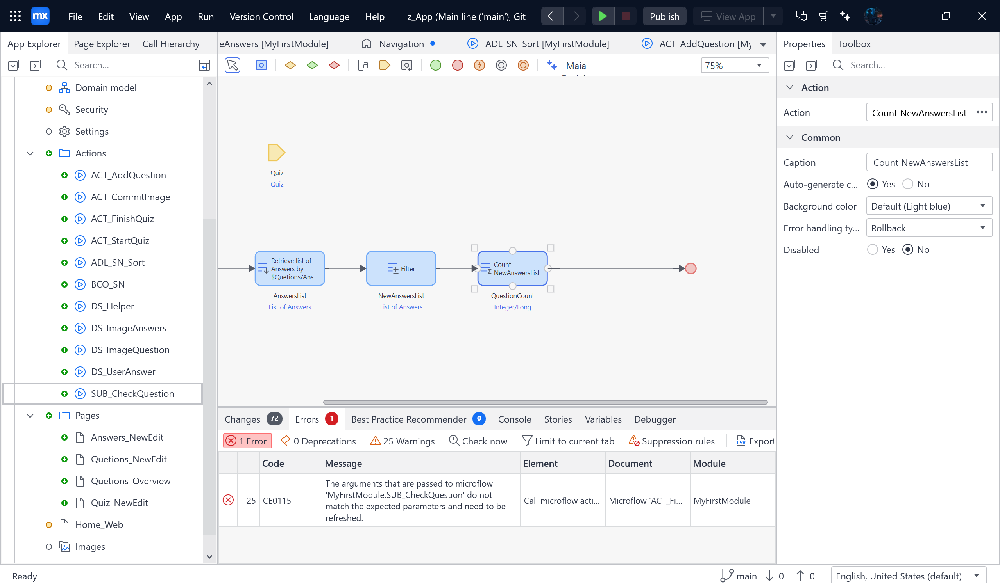 mx
File
Edit
View
App
Run
Version Control
Language
Help
z_App (Main line ('main'), Git
Publish
View App
App Explorer
Page Explorer
Call Hierarchy
eAnswers [MyFirstModule]
Navigation
ADL_SN_Sort [MyFirstModule]
ACT_AddQuestion [My
Properties
Toolbox
Search...
Maia
75%
Search...
Domain model
Security
Settings
Actions
ACT_AddQuestion
ACT_CommitImage
ACT_FinishQuiz
ACT_StartQuiz
ADL_SN_Sort
BCO_SN
DS_Helper
DS_ImageAnswers
DS_ImageQuestion
DS_UserAnswer
SUB_CheckQuestion
Pages
Answers_NewEdit
Quetions_NewEdit
Quetions_Overview
Quiz_NewEdit
Home_Web
Images
Quiz
Quiz
Retrieve list of
Answers by
$Quetions/Ans...
AnswersList
List of Answers
Filter
NewAnswersList
List of Answers
Count
NewAnswersList
QuestionCount
Integer/Long
Action
Action
Count NewAnswersList
Common
Caption
Count NewAnswersList
Auto-generate c...
Yes
No
Background color
Default (Light blue)
Error handling ty...
Rollback
Disabled
Yes
No
Changes 72
Errors 1
Best Practice Recommender 0
Console
Stories
Variables
Debugger
1 Error
0 Deprecations
25 Warnings
Check now
Limit to current tab
Suppression rules
CSV
Export
Code
Message
Element
Document
Module
25
CE0115
The arguments that are passed to microflow
'MyFirstModule.SUB_CheckQuestion' do not
match the expected parameters and need to be
refreshed.
Call microflow acti...
Microflow 'ACT_Fi...
MyFirstModule
Ready
main
0
0
English, United States (default)